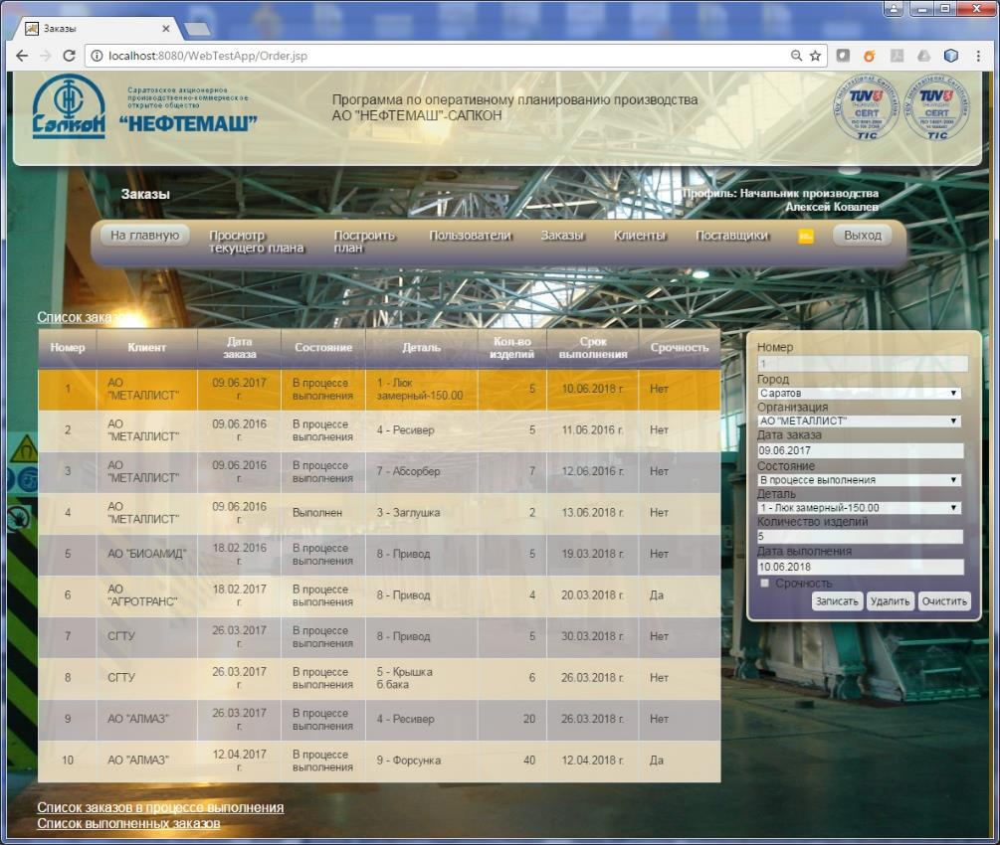 Заказы
localhost:8080/WebTestApp/Order.jsp
Саратовское акционерное
производственно-коммерческое
открытое общество
"НЕФТЕМАШ"
Сапкон
Программа по оперативному планированию производства
АО "НЕФТЕМАШ"-САПКОН
TÜV CERT TIC
TÜV CERT TIC
Заказы
Профиль: Начальник производства
Алексей Ковалев
На главную Просмотр текущего плана Построить план Пользователи Заказы Клиенты Поставщики Выход
Список заказов
Номер Клиент Дата заказа Состояние Деталь Кол-во изделий Срок выполнения Срочность
1 АО "МЕТАЛЛИСТ" 09.06.2017 г. В процессе выполнения 1 - Люк замерный-150.00 5 10.06.2018 г. Нет
2 АО "МЕТАЛЛИСТ" 09.06.2016 г. В процессе выполнения 4 - Ресивер 5 11.06.2016 г. Нет
3 АО "МЕТАЛЛИСТ" 09.06.2016 г. В процессе выполнения 7 - Абсорбер 7 12.06.2016 г. Нет
4 АО "МЕТАЛЛИСТ" 09.06.2016 г. Выполнен 3 - Заглушка 2 13.06.2018 г. Нет
5 АО "БИОАМИД" 18.02.2016 г. В процессе выполнения 8 - Привод 5 19.03.2018 г. Нет
6 АО "АГРОТРАНС" 18.02.2017 г. В процессе выполнения 8 - Привод 4 20.03.2018 г. Да
7 СГТУ 26.03.2017 г. В процессе выполнения 8 - Привод 5 30.03.2018 г. Нет
8 СГТУ 26.03.2017 г. В процессе выполнения 5 - Крышка б.бака 6 26.03.2018 г. Нет
9 АО "АЛМАЗ" 26.03.2017 г. В процессе выполнения 4 - Ресивер 20 26.03.2018 г. Нет
10 АО "АЛМАЗ" 12.04.2017 г. В процессе выполнения 9 - Форсунка 40 12.04.2018 г. Да
Номер
1
Город
Саратов
Организация
АО "МЕТАЛЛИСТ"
Дата заказа
09.06.2017
Состояние
В процессе выполнения
Деталь
1 - Люк замерный-150.00
Количество изделий
5
Дата выполнения
10.06.2018
Срочность
Записать Удалить Очистить
Список заказов в процессе выполнения
Список выполненных заказов